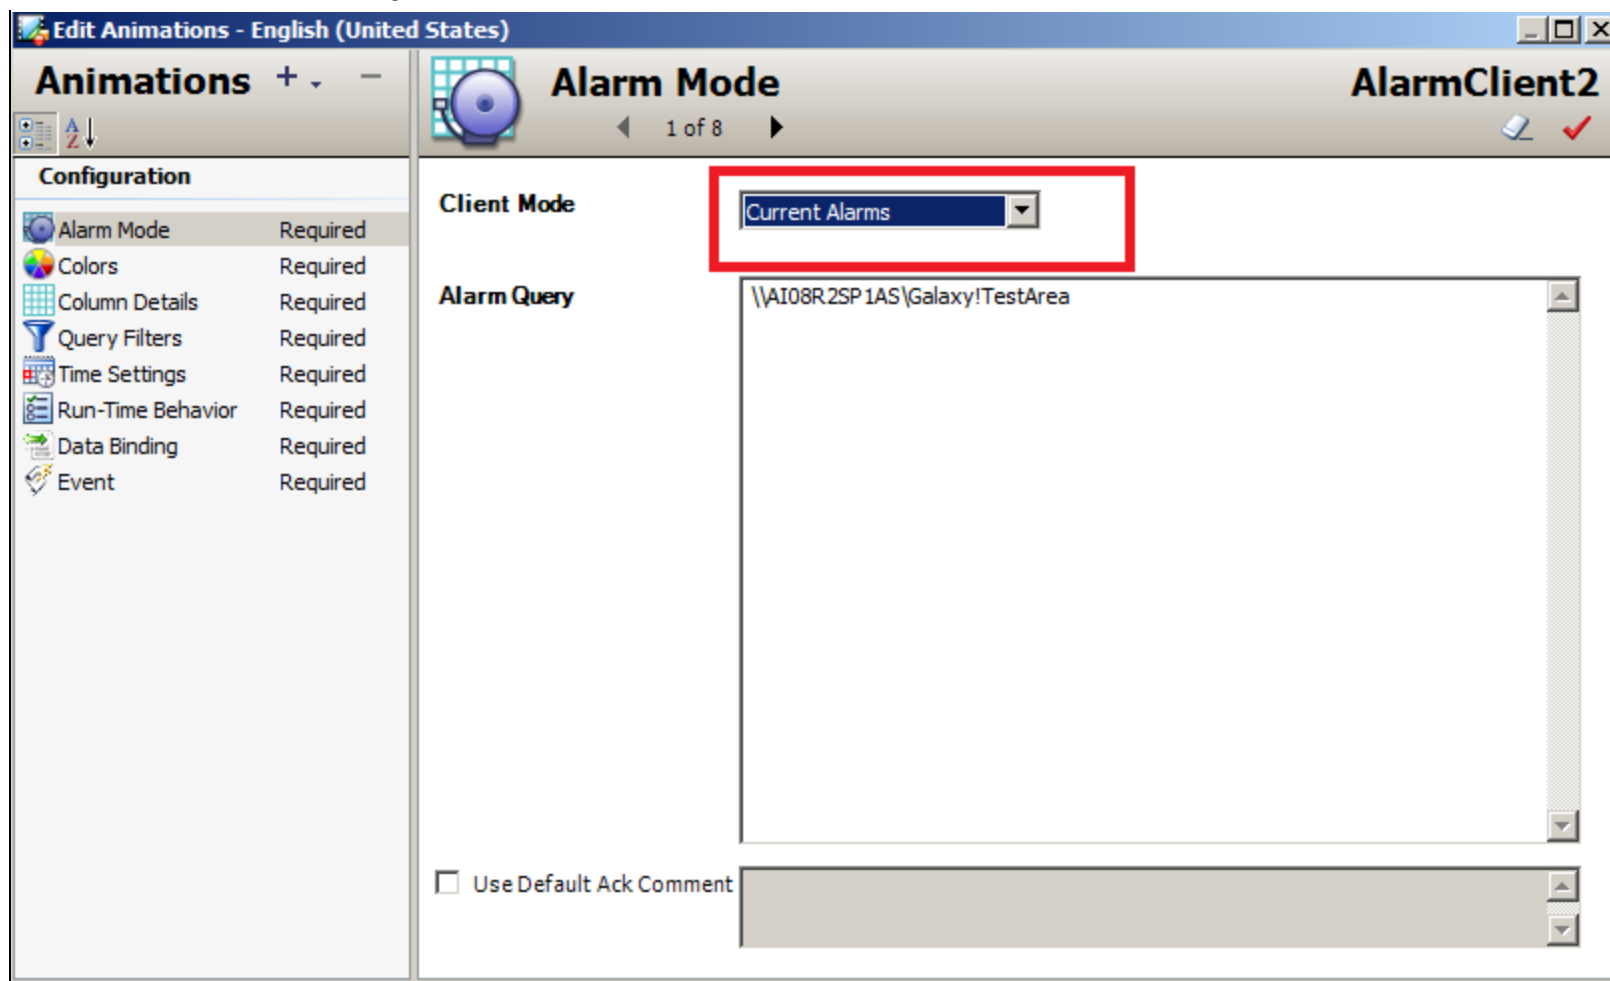 Edit Animations - English (United States)
Animations
Alarm Mode
AlarmClient2
1 of 8
Configuration
Alarm Mode Required
Colors Required
Column Details Required
Query Filters Required
Time Settings Required
Run-Time Behavior Required
Data Binding Required
Event Required
Client Mode Current Alarms
Alarm Query \\AI08R2SP1AS\Galaxy!TestArea
Use Default Ack Comment